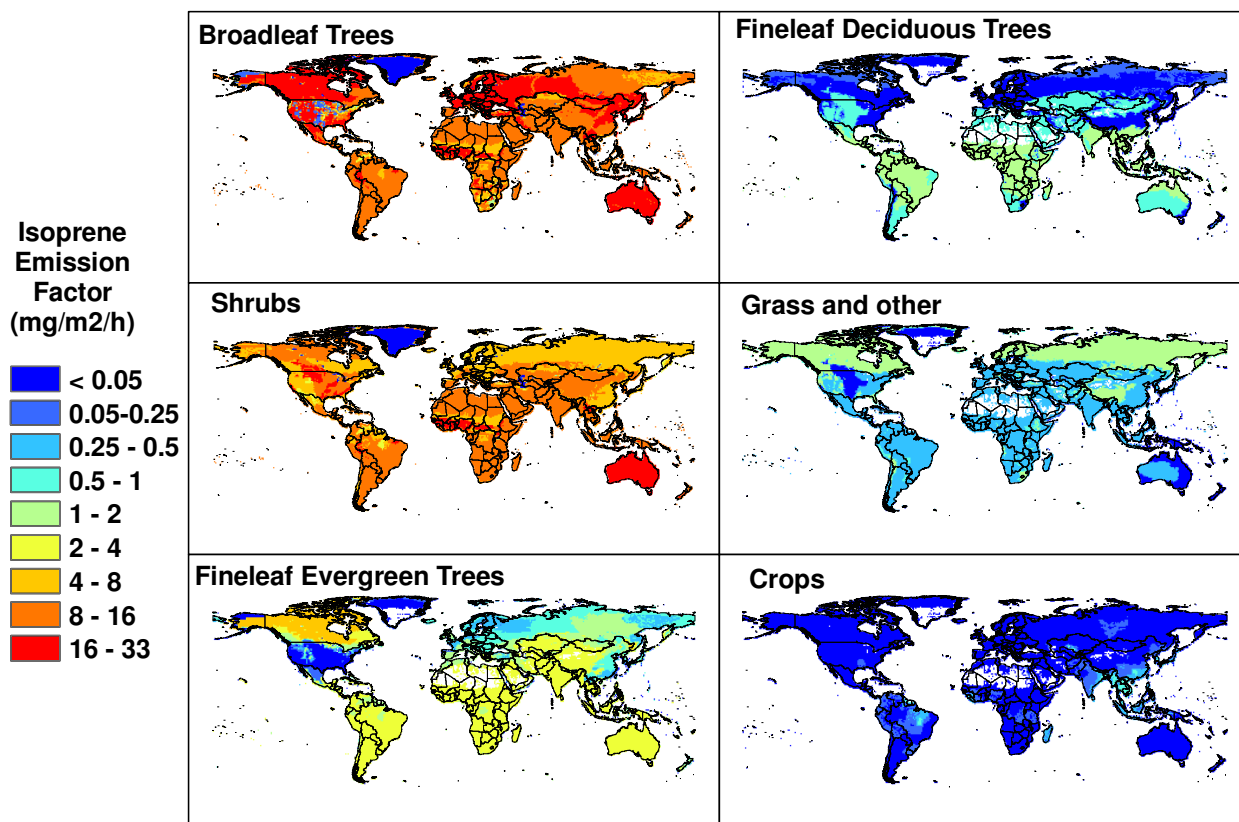 Broadleaf Trees
Fineleaf Deciduous Trees
Shrubs
Grass and other
Fineleaf Evergreen Trees
Crops
Isoprene
Emission
Factor
(mg/m2/h)
< 0.05
0.05-0.25
0.25 - 0.5
0.5 - 1
1 - 2
2 - 4
4 - 8
8 - 16
16 - 33